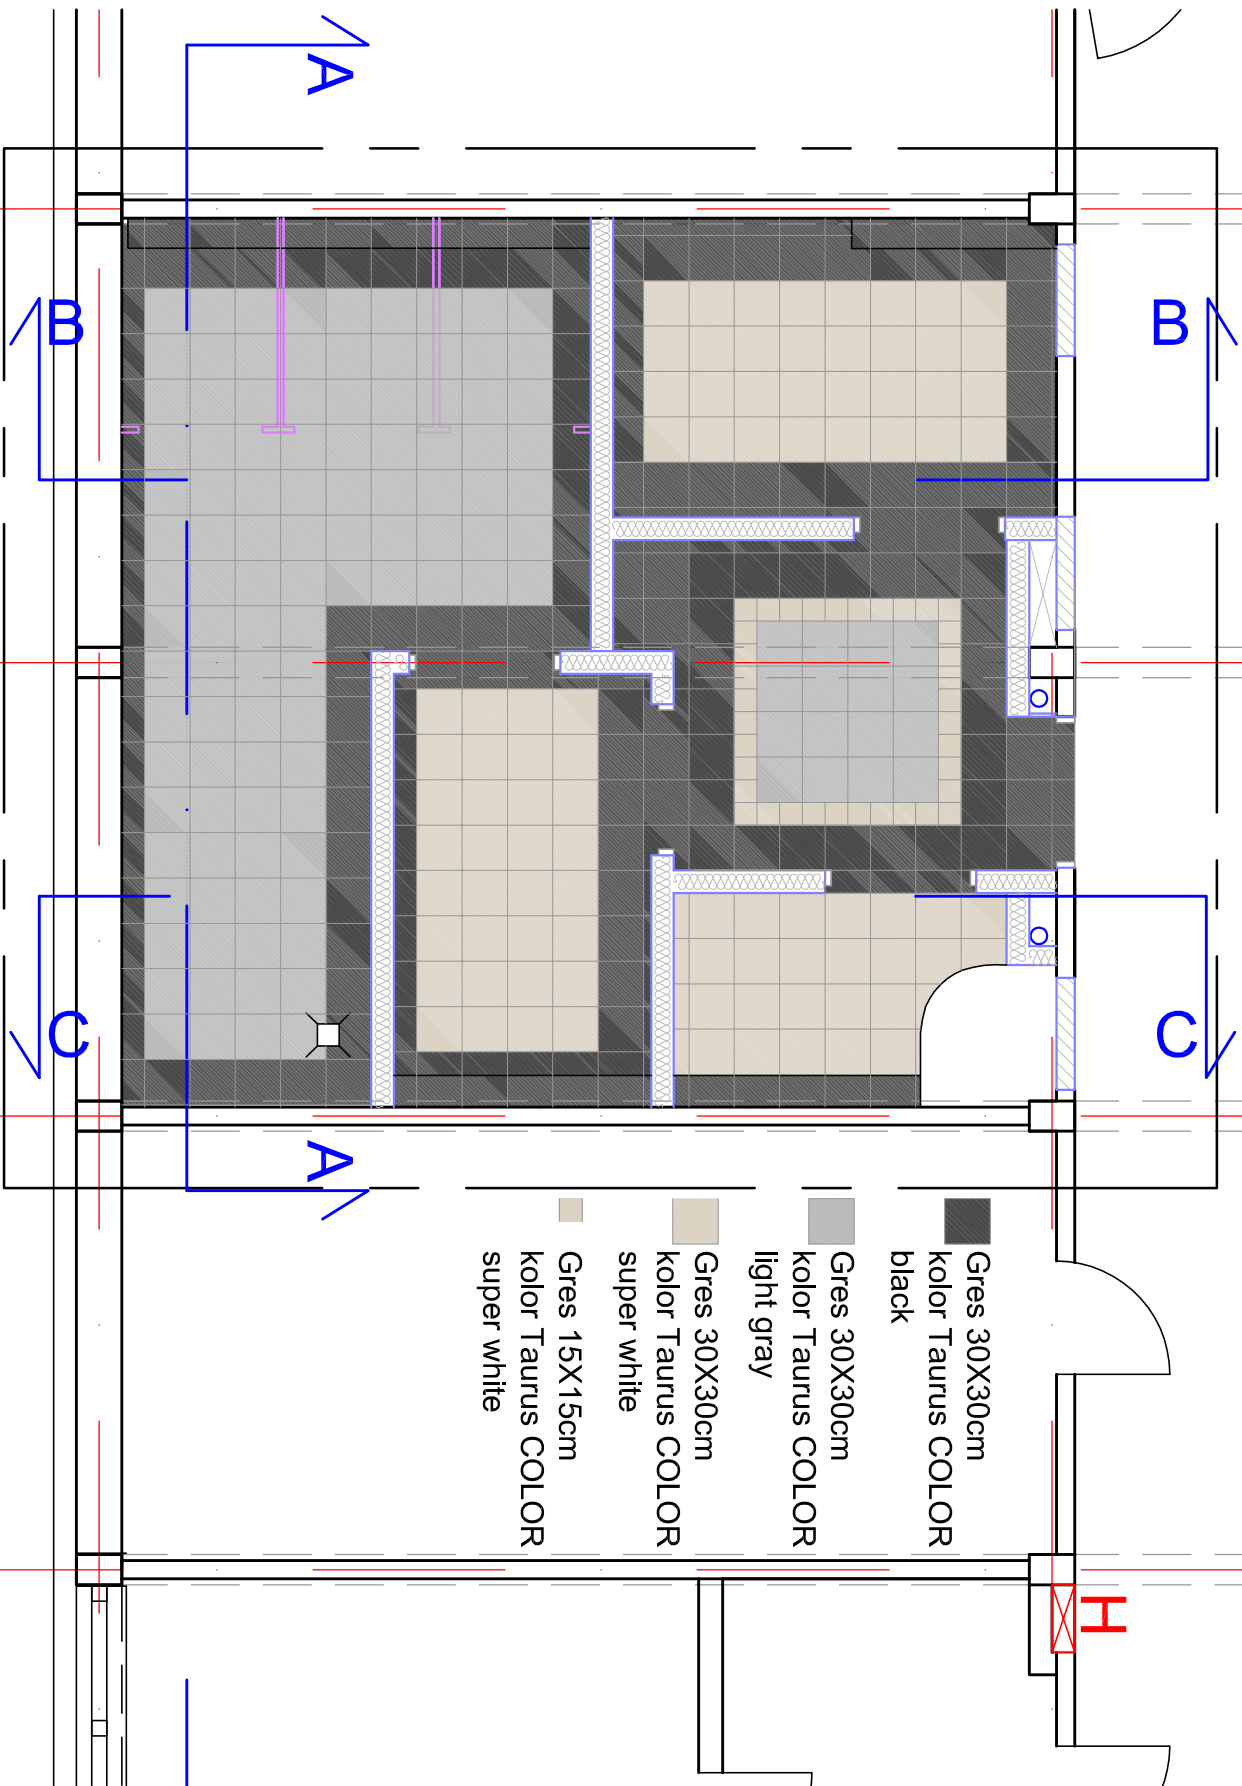 A
B
B
C
C
A
Gres 30X30cm
kolor Taurus COLOR
black
Gres 30X30cm
kolor Taurus COLOR
light gray
Gres 30X30cm
kolor Taurus COLOR
super white
Gres 15X15cm
kolor Taurus COLOR
super white
H